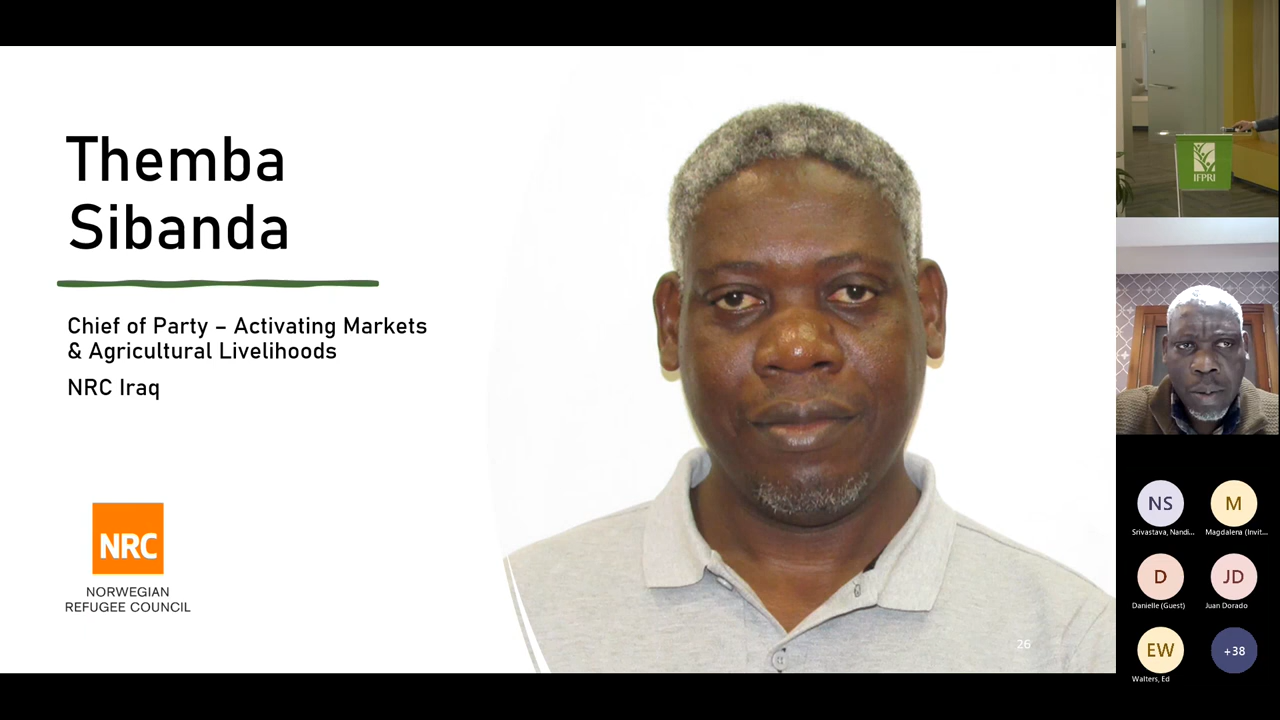 Themba
Sibanda
Chief of Party – Activating Markets
& Agricultural Livelihoods
NRC Iraq
NRC
NORWEGIAN
REFUGEE COUNCIL
26
IFPRI
NS
M
Srivastava, Nandi...
Magdalena (Invit...
D
JD
Danielle (Guest)
Juan Dorado
EW
+38
Walters, Ed